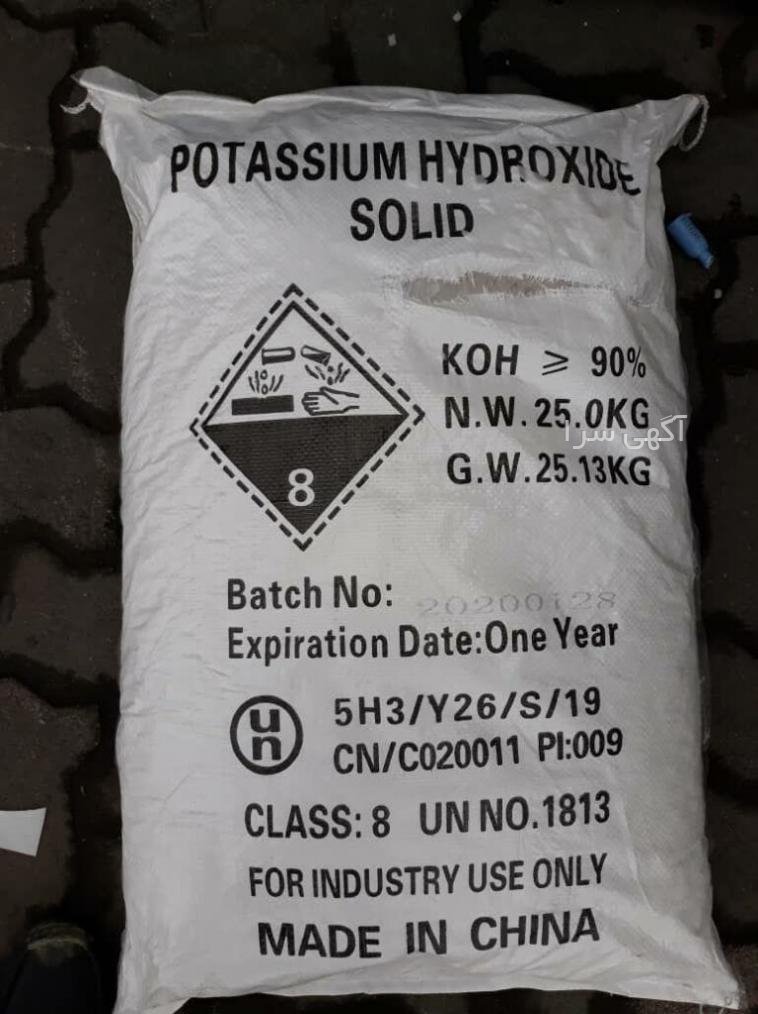 POTASSIUM HYDROXIDE
SOLID
KOH ⩾ 90%
N.W. 25.0KG
آگهی سرا
G.W. 25.13KG
8
Batch No: 20200128
Expiration Date:One Year
un 5H3/Y26/S/19
CN/C020011 PI:009
CLASS: 8 UN NO.1813
FOR INDUSTRY USE ONLY
MADE IN CHINA